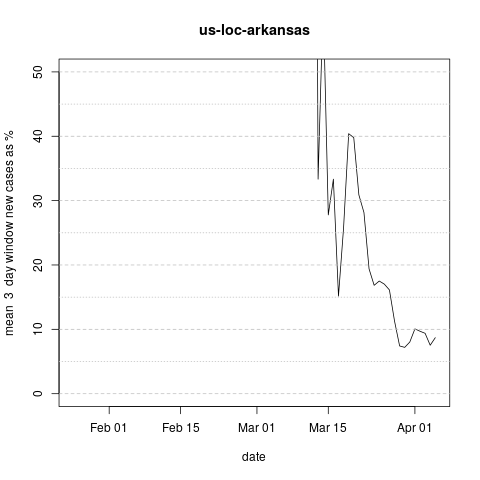 us-loc-arkansas
mean  3  day window new cases as %
50
40
30
20
10
0
Feb 01
Feb 15
Mar 01
Mar 15
Apr 01
date